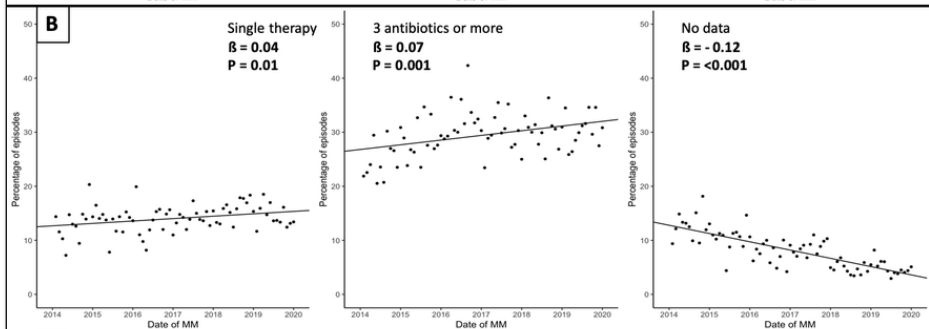 B
Single therapy
ß = 0.04
P = 0.01
50
40
30
20
10
0
Percentage of episodes
2014 2015 2016 2017 2018 2019 2020
Date of MM
3 antibiotics or more
ß = 0.07
P = 0.001
50
40
30
20
10
0
Percentage of episodes
2014 2015 2016 2017 2018 2019 2020
Date of MM
No data
ß = - 0.12
P = <0.001
50
40
30
20
10
0
Percentage of episodes
2014 2015 2016 2017 2018 2019 2020
Date of MM